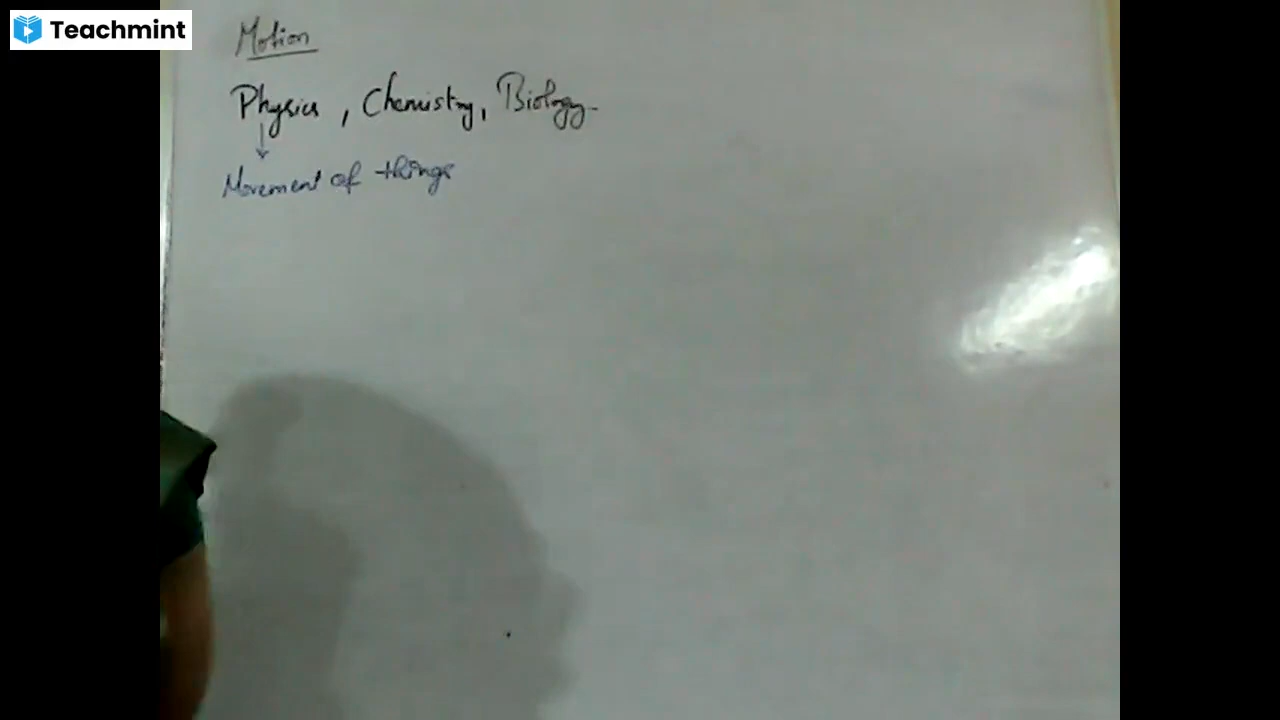 Teachmint
Motion
Physics, Chemistry, Biology.
Movement of things